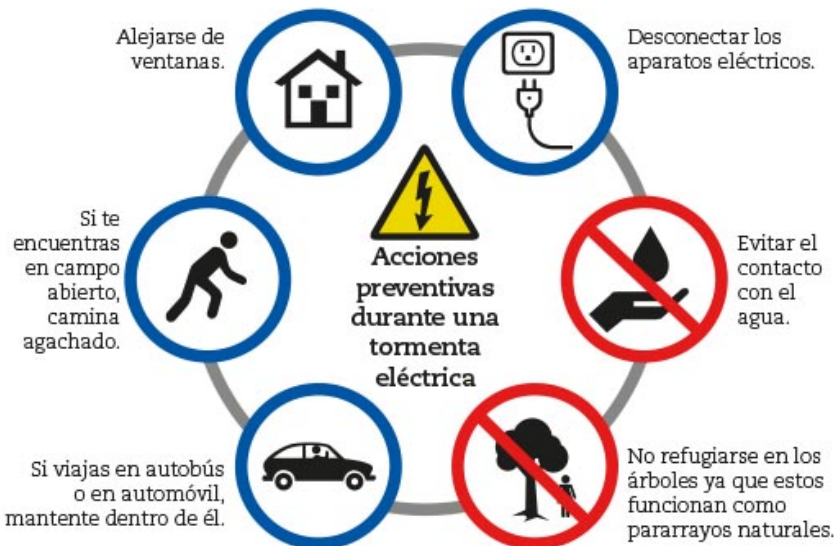 Alejarse de
ventanas.
Desconectar los
aparatos eléctricos.
Si te
encuentras
en campo
abierto,
camina
agachado.
Acciones
preventivas
durante una
tormenta
eléctrica
Evitar el
contacto
con el
agua.
Si viajas en autobús
o en automóvil,
mantente dentro de él.
No refugiarse en los
árboles ya que estos
funcionan como
pararrayos naturales.